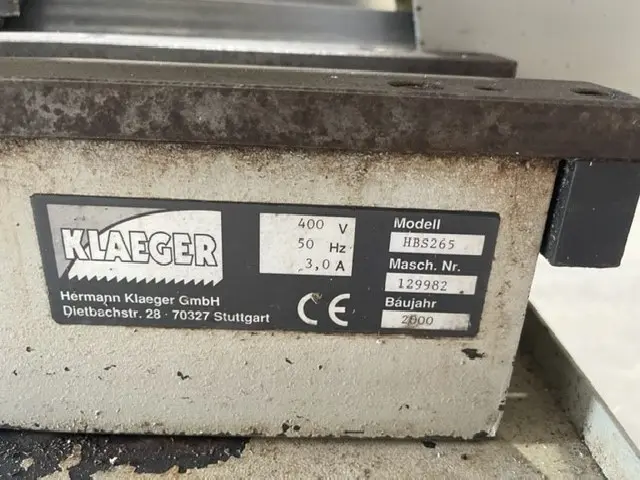 KLAEGER
Hermann Klaeger GmbH
Dietbachstr. 28 · 70327 Stuttgart
400 V
50 Hz
3,0 A
CE
Modell
HBS265
Masch. Nr.
129982
Baujahr
2000